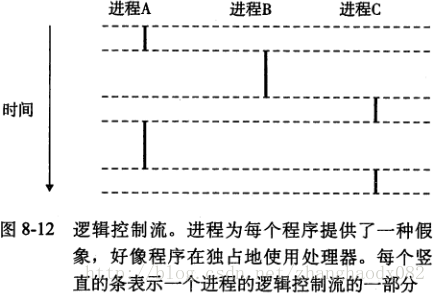 进程A 进程B 进程C
时间
图 8-12 逻辑控制流。进程为每个程序提供了一种假
象，好像程序在独占地使用处理器。每个竖
直的条表示一个进程的逻辑控制流的一部分
http://blog.csdn.net/zhanghaodx082